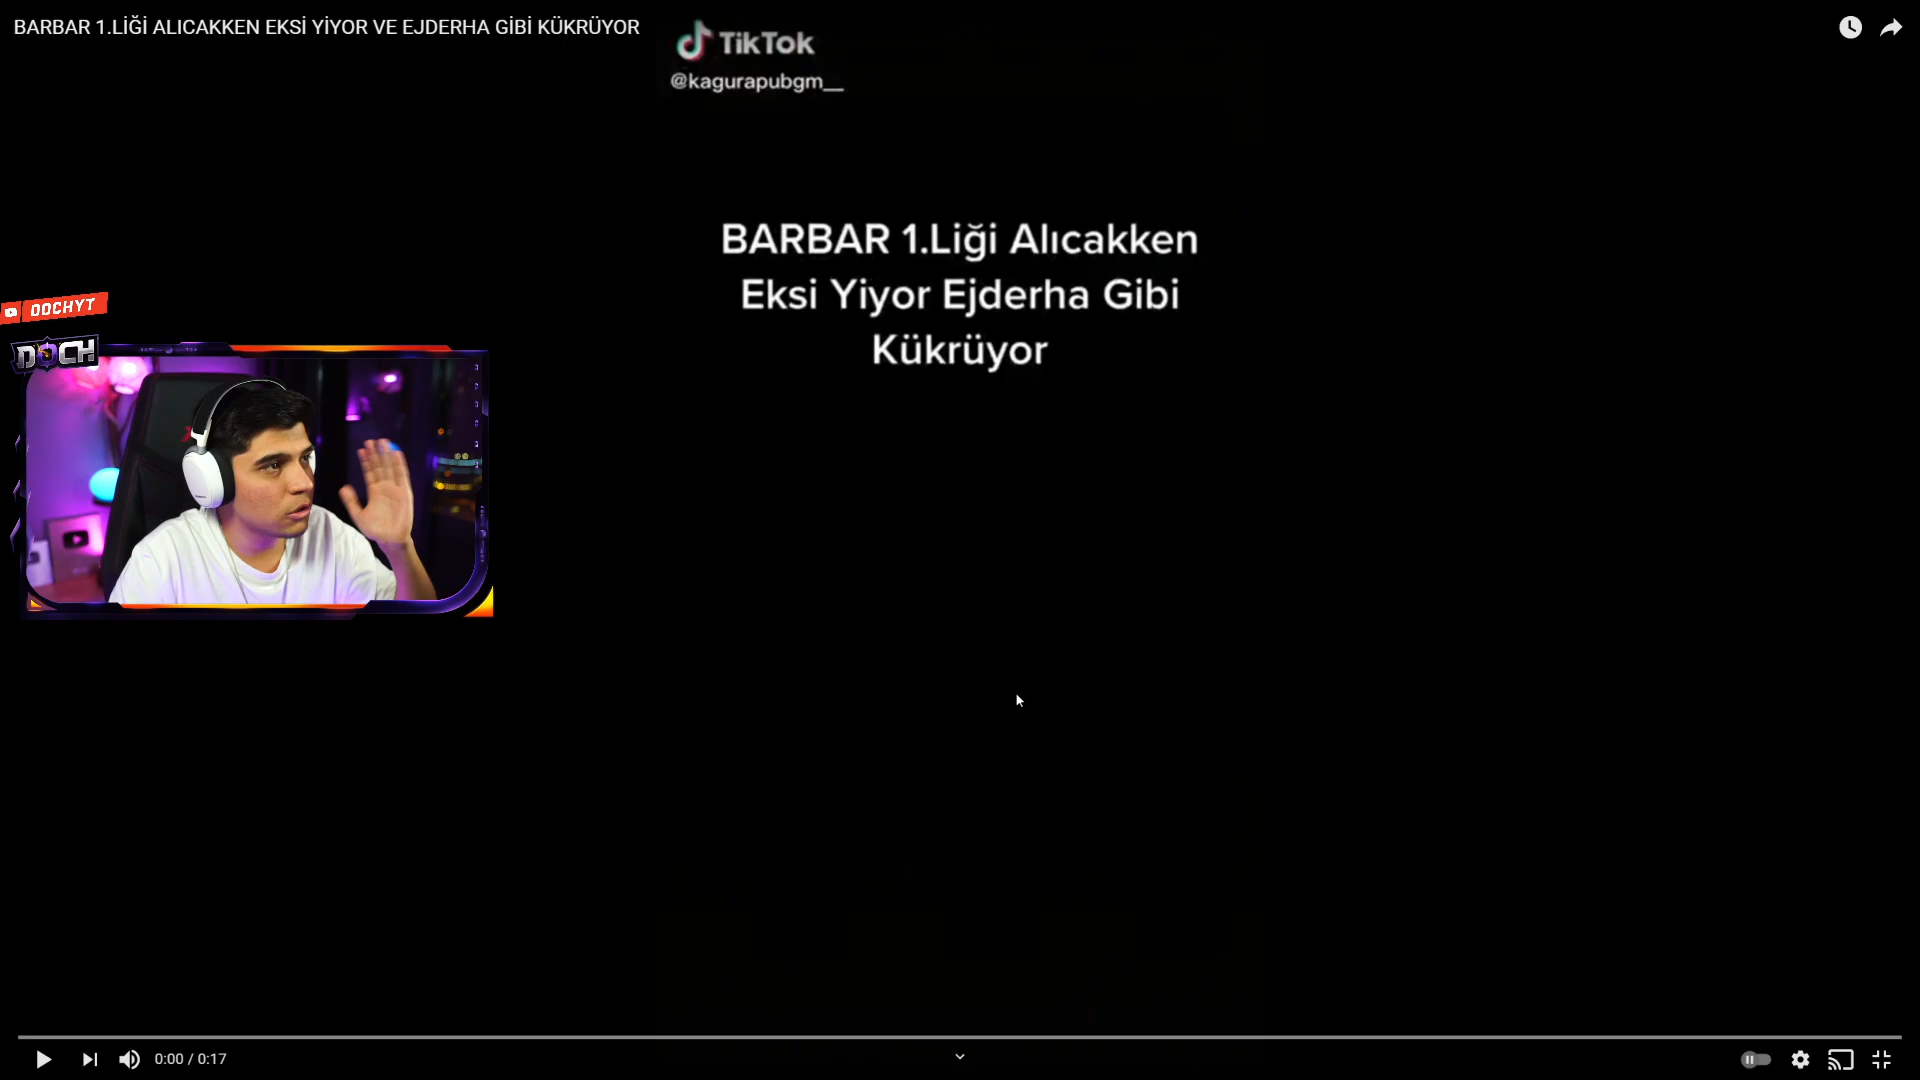 BARBAR 1.LİĞİ ALICAKKEN EKSİ YİYOR VE EJDERHA GİBİ KÜKRÜYOR
TikTok
@kagurapubgm__
BARBAR 1.Liği Alıcakken
Eksi Yiyor Ejderha Gibi
Kükrüyor
DOCHYT
DOCH
0:00 / 0:17